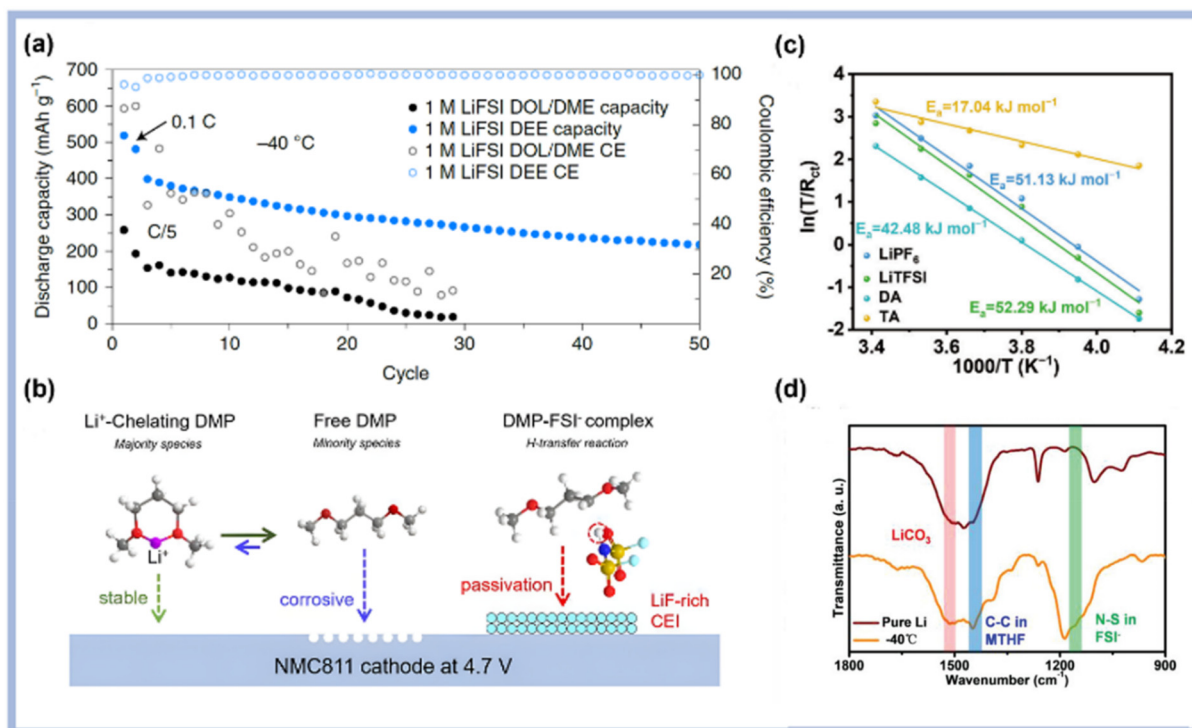 (a)
700
600
500
400
300
200
100
0
Discharge capacity (mAh g⁻¹)
0.1 C
–40 °C
C/5
1 M LiFSI DOL/DME capacity
1 M LiFSI DEE capacity
1 M LiFSI DOL/DME CE
1 M LiFSI DEE CE
100
80
60
40
20
Coulombic efficiency (%)
0
10
20
30
40
50
Cycle
(b)
Li⁺-Chelating DMP
Majority species
Free DMP
Minority species
DMP-FSI⁻ complex
H-transfer reaction
Li⁺
stable
corrosive
passivation
LiF-rich
CEI
NMC811 cathode at 4.7 V
(c)
4
3
2
1
0
-1
-2
ln(T/R_ct)
E_a=17.04 kJ mol⁻¹
E_a=51.13 kJ mol⁻¹
E_a=42.48 kJ mol⁻¹
LiPF₆
LiTFSI
DA
TA
E_a=52.29 kJ mol⁻¹
3.4
3.6
3.8
4.0
4.2
1000/T (K⁻¹)
(d)
Transmittance (a. u.)
LiCO₃
Pure Li
-40℃
C-C in
MTHF
N-S in
FSI⁻
1800
1500
1200
900
Wavenumber (cm⁻¹)